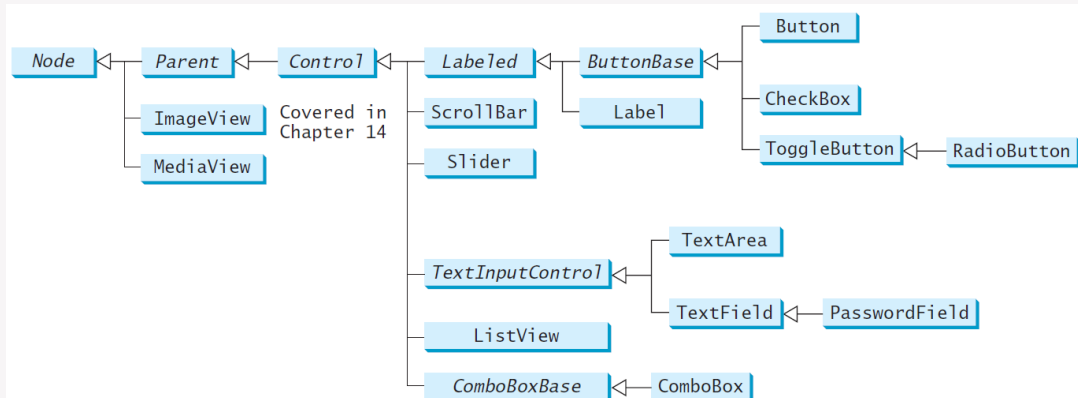 Button
Node
Parent
Control
Labeled
ButtonBase
ImageView
Covered in
Chapter 14
ScrollBar
Label
CheckBox
MediaView
Slider
ToggleButton
RadioButton
TextArea
TextInputControl
TextField
PasswordField
ListView
ComboBoxBase
ComboBox